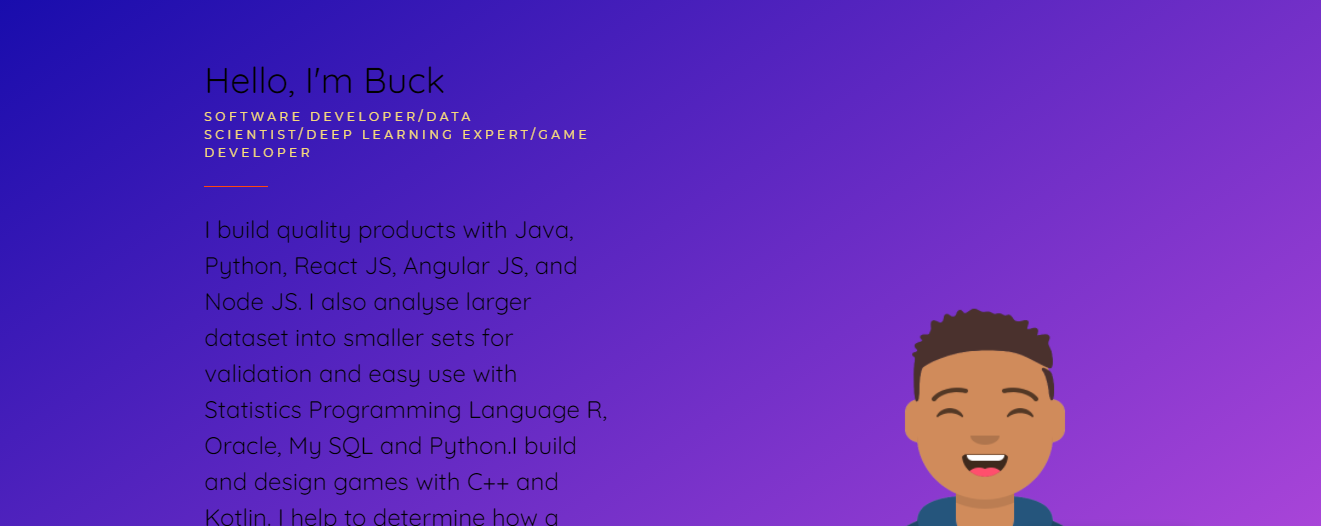 Hello, I'm Buck
SOFTWARE DEVELOPER/DATA
SCIENTIST/DEEP LEARNING EXPERT/GAME
DEVELOPER
I build quality products with Java,
Python, React JS, Angular JS, and
Node JS. I also analyse larger
dataset into smaller sets for
validation and easy use with
Statistics Programming Language R,
Oracle, My SQL and Python.I build
and design games with C++ and
Kotlin. I help to determine how a